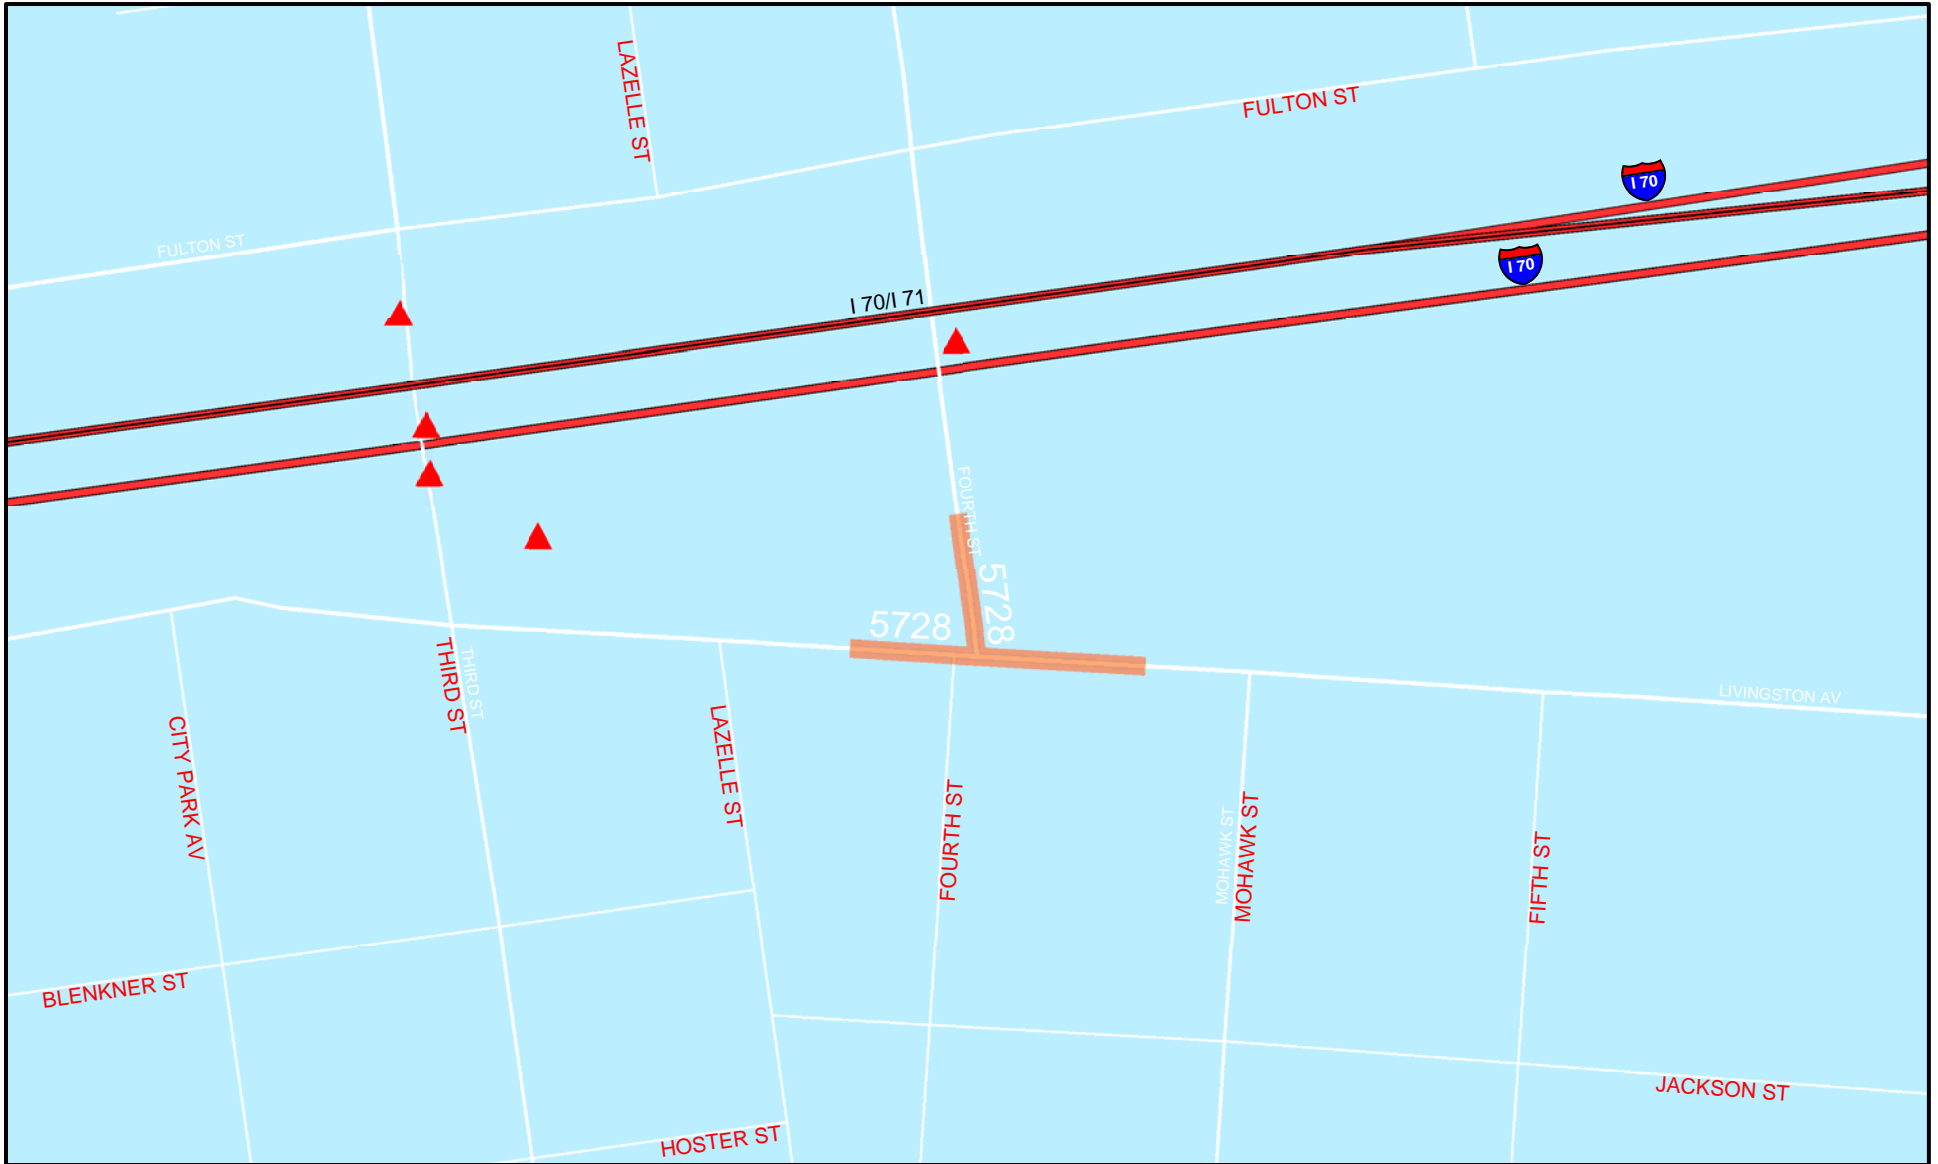 LAZELLE ST
FULTON ST
I 70
FULTON ST
I 70
I 70/I 71
FOURTH ST
5728
5728
THIRD ST
THIRD ST
LIVINGSTON AV
CITY PARK AV
LAZELLE ST
FOURTH ST
MOHAWK ST
MOHAWK ST
FIFTH ST
BLENKNER ST
JACKSON ST
HOSTER ST